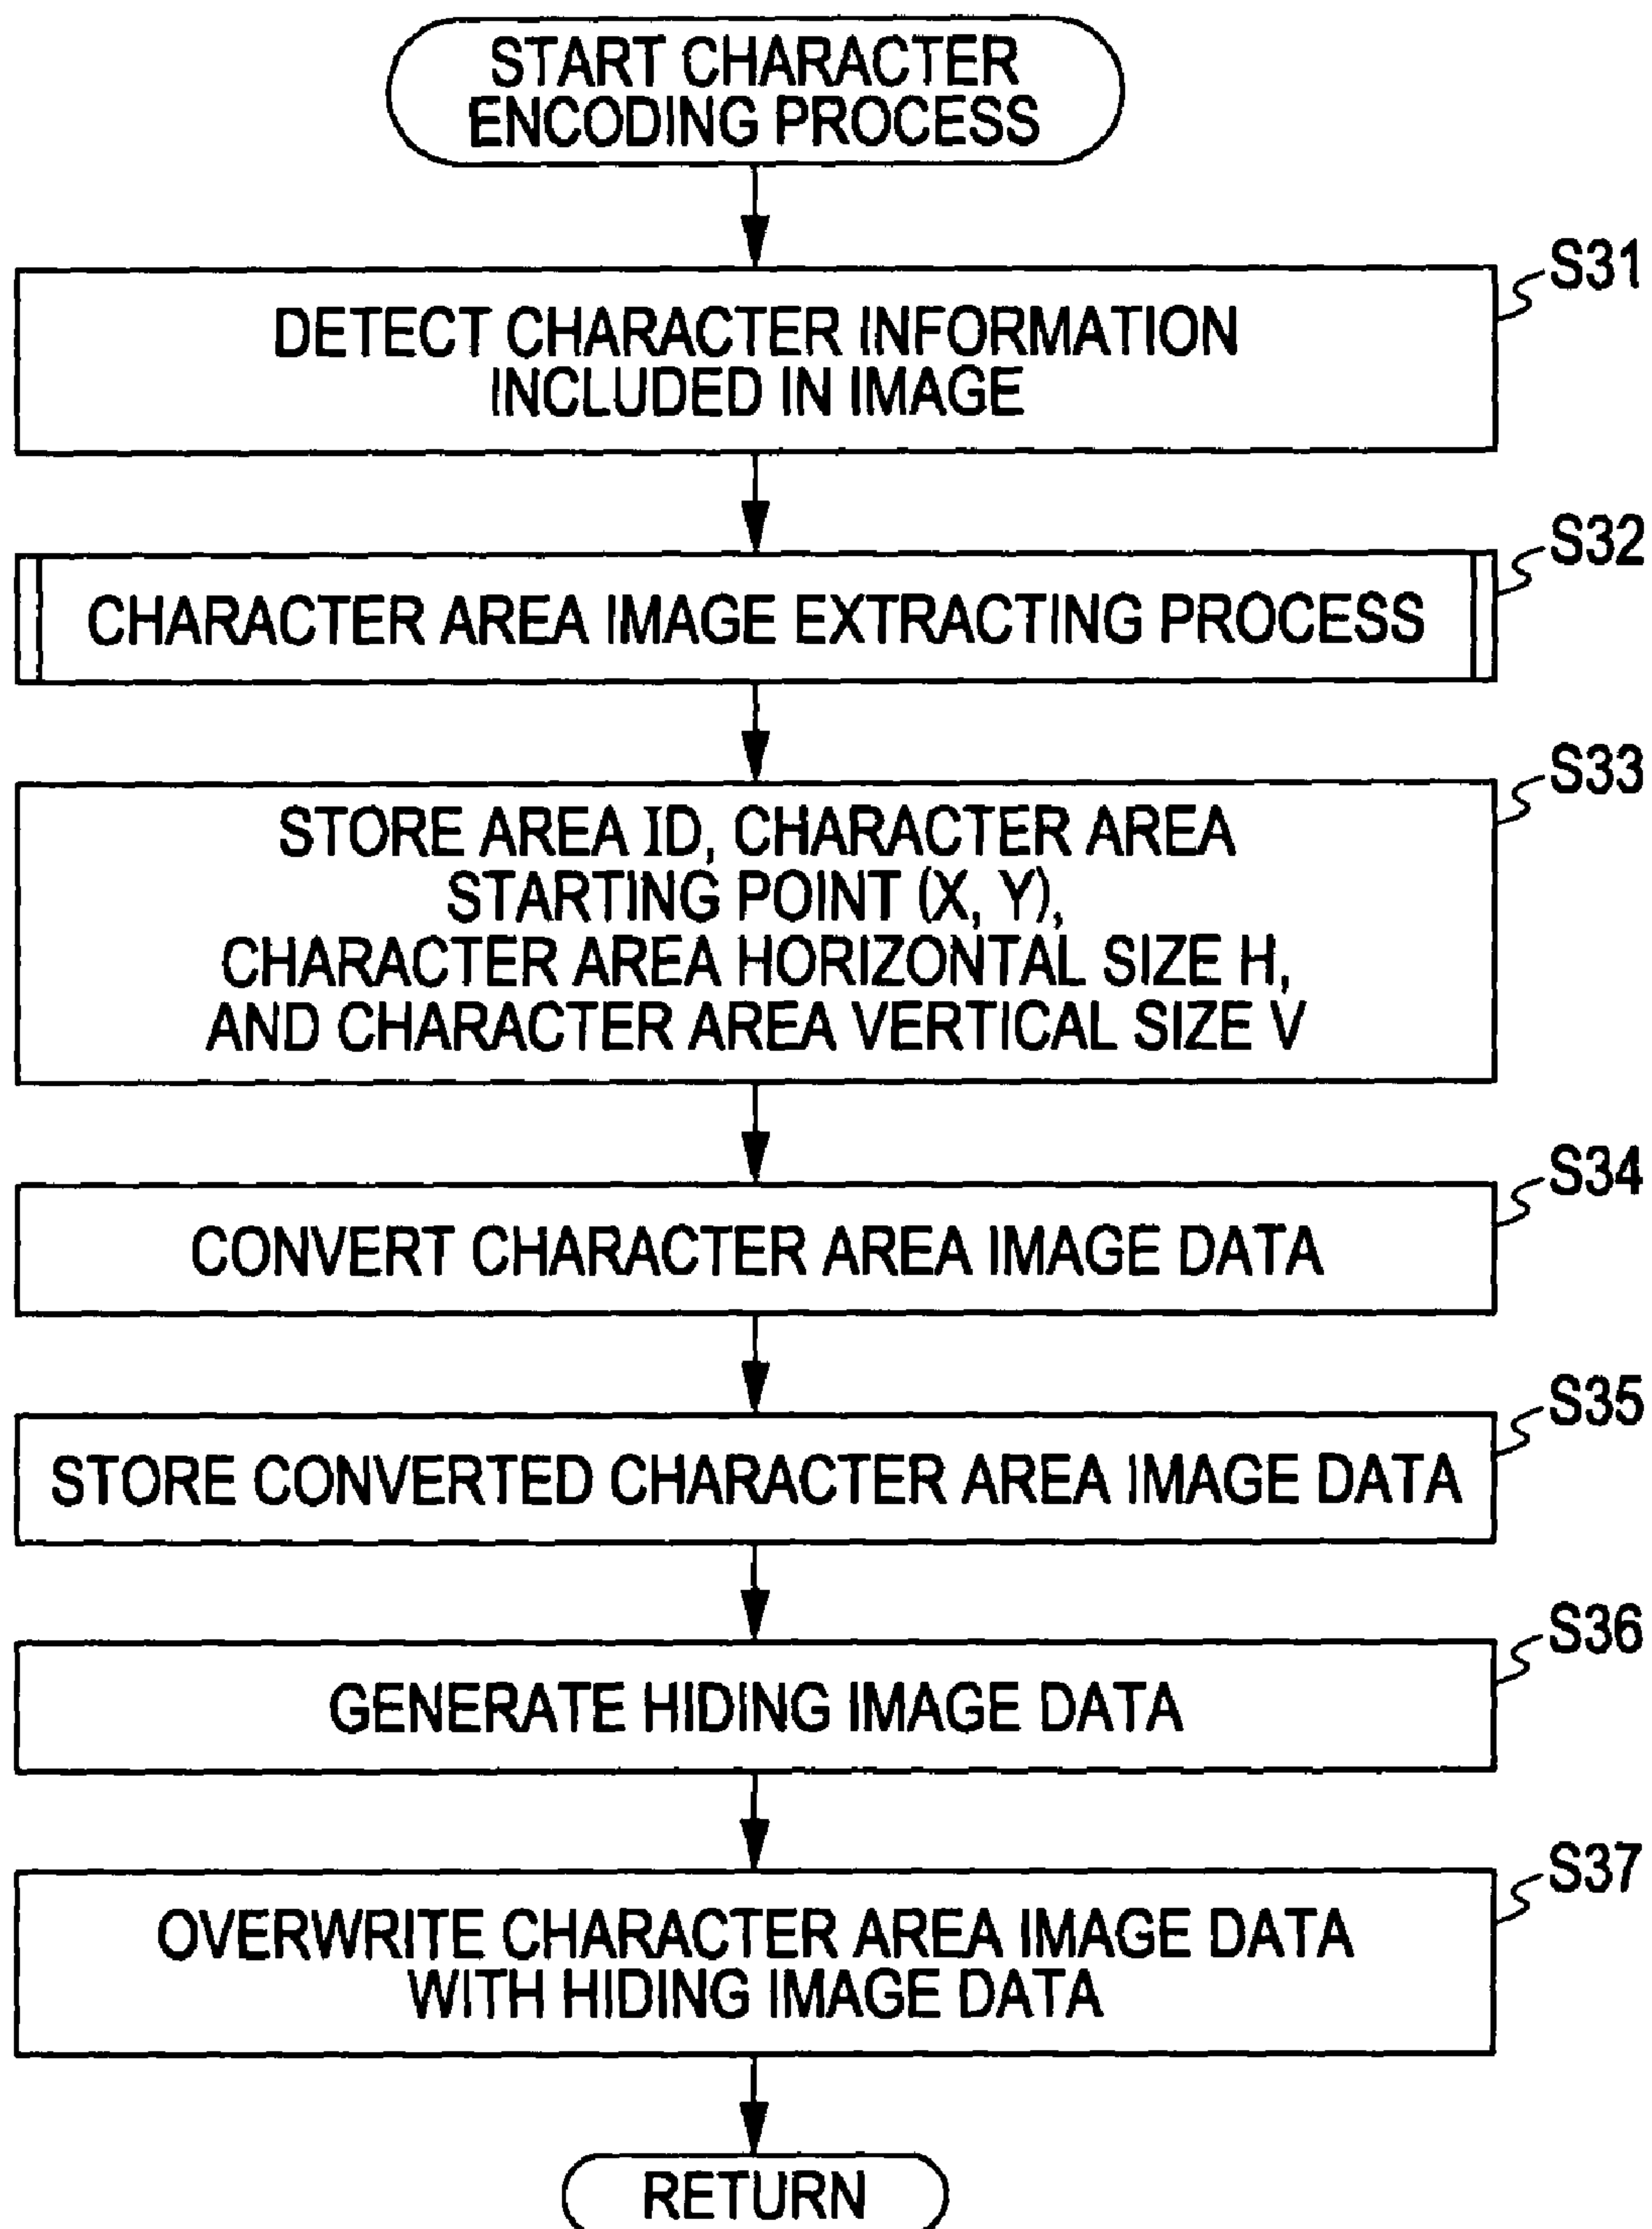 START CHARACTER
ENCODING PROCESS
S31
DETECT CHARACTER INFORMATION
INCLUDED IN IMAGE
S32
CHARACTER AREA IMAGE EXTRACTING PROCESS
S33
STORE AREA ID, CHARACTER AREA
STARTING POINT (X, Y),
CHARACTER AREA HORIZONTAL SIZE H,
AND CHARACTER AREA VERTICAL SIZE V
S34
CONVERT CHARACTER AREA IMAGE DATA
S35
STORE CONVERTED CHARACTER AREA IMAGE DATA
S36
GENERATE HIDING IMAGE DATA
S37
OVERWRITE CHARACTER AREA IMAGE DATA
WITH HIDING IMAGE DATA
RETURN